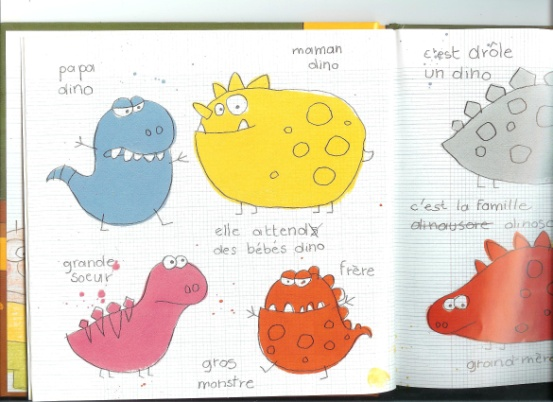 papa
dino
maman
dino
elle attend
des bébés dino
grande
soeur
frère
gros
monstre
c'est drôle
un dino
c'est la famille
dinausore dinosa
grand-mère